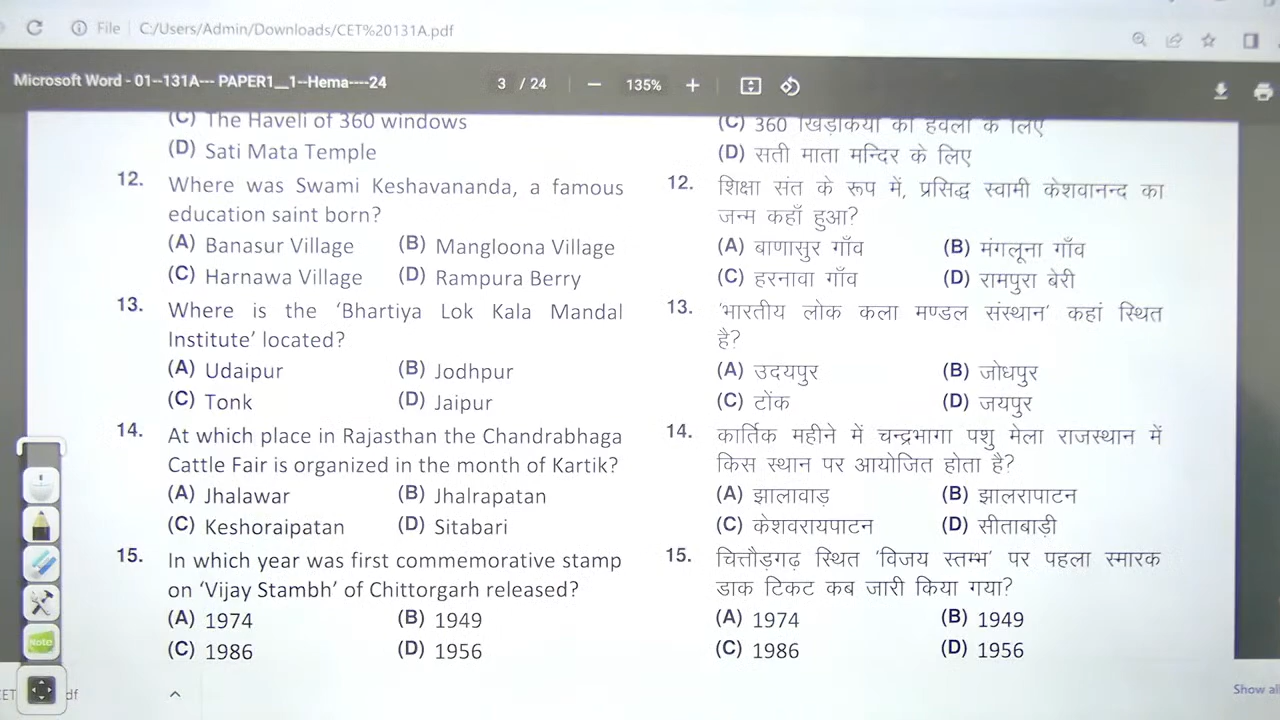 File C:/Users/Admin/Downloads/CET%20131A.pdf
Microsoft Word - 01--131A--- PAPER1__1--Hema----24
3 / 24
135%
(C) The Haveli of 360 windows
(D) Sati Mata Temple
12. Where was Swami Keshavananda, a famous
education saint born?
(A) Banasur Village (B) Mangloona Village
(C) Harnawa Village (D) Rampura Berry
13. Where is the ‘Bhartiya Lok Kala Mandal
Institute’ located?
(A) Udaipur (B) Jodhpur
(C) Tonk (D) Jaipur
14. At which place in Rajasthan the Chandrabhaga
Cattle Fair is organized in the month of Kartik?
(A) Jhalawar (B) Jhalrapatan
(C) Keshoraipatan (D) Sitabari
15. In which year was first commemorative stamp
on ‘Vijay Stambh’ of Chittorgarh released?
(A) 1974 (B) 1949
(C) 1986 (D) 1956
(C) 360 खिड़कियों की हवेली के लिए
(D) सती माता मन्दिर के लिए
12. शिक्षा संत के रूप में, प्रसिद्ध स्वामी केशवानन्द का
जन्म कहाँ हुआ?
(A) बाणासुर गाँव (B) मंगलूना गाँव
(C) हरनावा गाँव (D) रामपुरा बेरी
13. ‘भारतीय लोक कला मण्डल संस्थान’ कहां स्थित
है?
(A) उदयपुर (B) जोधपुर
(C) टोंक (D) जयपुर
14. कार्तिक महीने में चन्द्रभागा पशु मेला राजस्थान में
किस स्थान पर आयोजित होता है?
(A) झालावाड़ (B) झालरापाटन
(C) केशवरायपाटन (D) सीताबाड़ी
15. चित्तौड़गढ़ स्थित ‘विजय स्तम्भ’ पर पहला स्मारक
डाक टिकट कब जारी किया गया?
(A) 1974 (B) 1949
(C) 1986 (D) 1956
Note
Show all